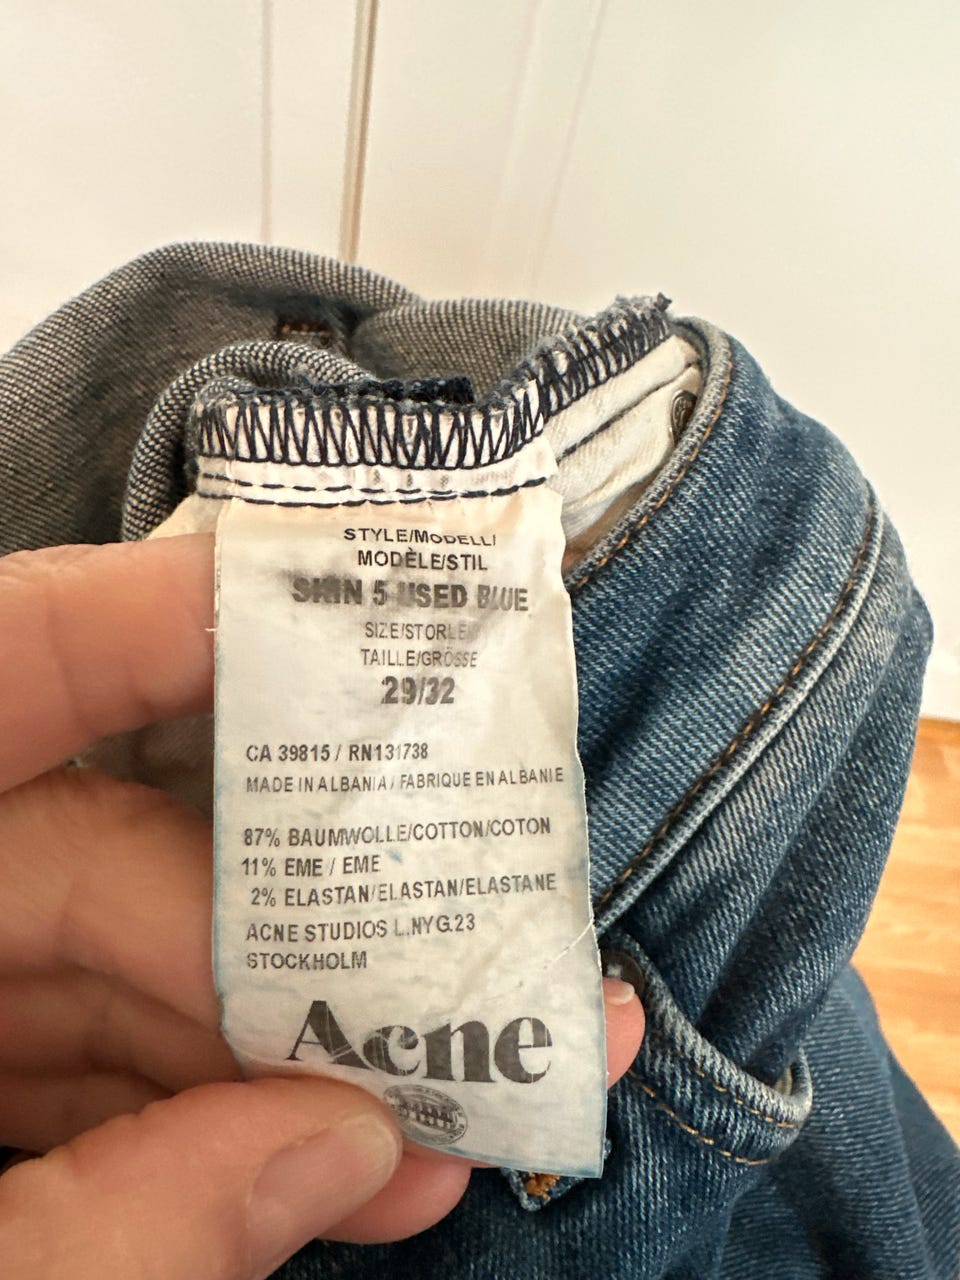 STYLE/MODELLI
MODÈLE/STIL
SKIN 5 USED BLUE
SIZE/STORLEK
TAILLE/GRÖSSE
29/32
CA 39815 / RN131738
MADE IN ALBANIA / FABRIQUE EN ALBANIE
87% BAUMWOLLE/COTTON/COTON
11% EME / EME
2% ELASTAN/ELASTAN/ELASTANE
ACNE STUDIOS L.NYG.23
STOCKHOLM
Acne